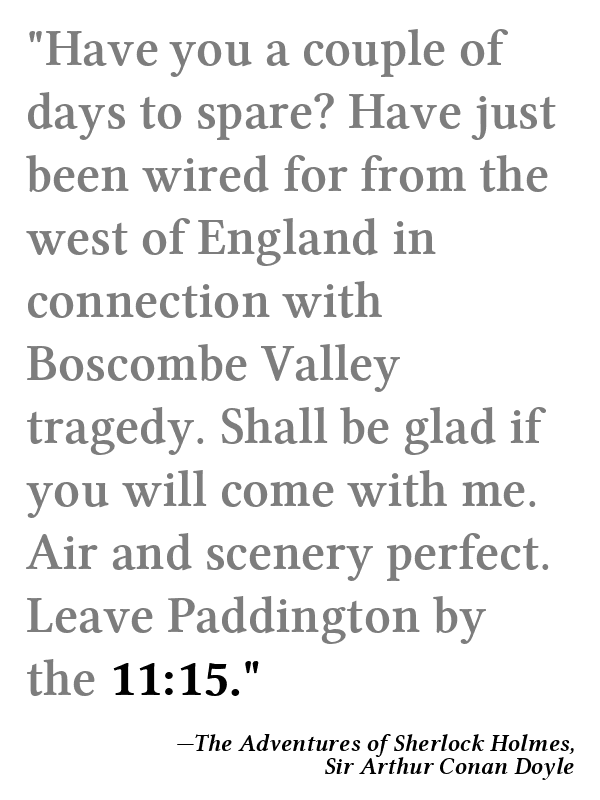 "Have you a couple of
days to spare? Have just
been wired for from the
west of England in
connection with
Boscombe Valley
tragedy. Shall be glad if
you will come with me.
Air and scenery perfect.
Leave Paddington by
the 11:15."
—The Adventures of Sherlock Holmes,
Sir Arthur Conan Doyle